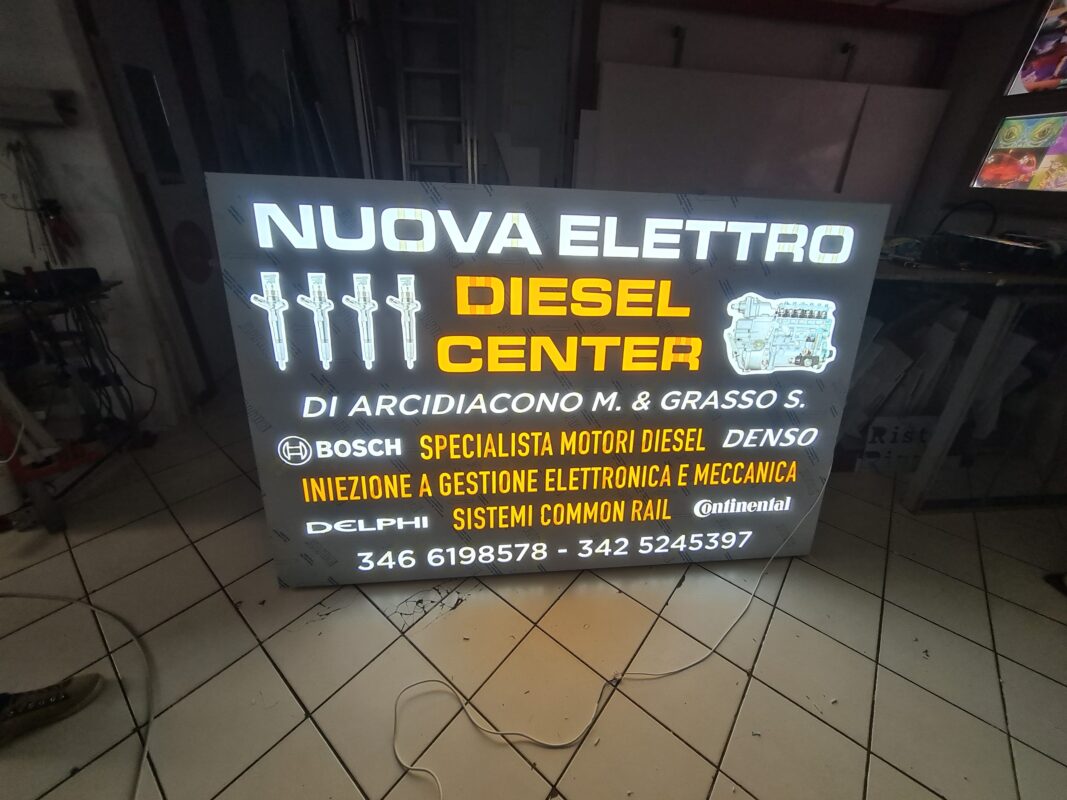 NUOVA ELETTRO
DIESEL
CENTER
DI ARCIDIACONO M. & GRASSO S.
BOSCH SPECIALISTA MOTORI DIESEL DENSO
INIEZIONE A GESTIONE ELETTRONICA E MECCANICA
DELPHI SISTEMI COMMON RAIL Continental
346 6198578 - 342 5245397